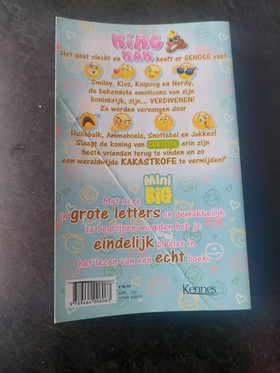 KING
KAK
Het gaat slecht en heeft er GENOEG van!
Smiley, Kiss, Knipoog en Nerdy,
de bekendste emoticons van zijn
koninkrijk, zijn... VERDWENEN!
Ze worden vervangen door
Huilebalk, Ammehoela, Snottebel en Jakkes!
Slaagt de koning van erin zijn
beste vrienden terug te vinden en zo
een wereldwijde KAKASTROFE te vermijden?
Mini
BIG
Met deze
in grote letters en gemakkelijk
te begrijpen woorden heb je
eindelijk plezier in
het lezen van een echt boek!
Kennes